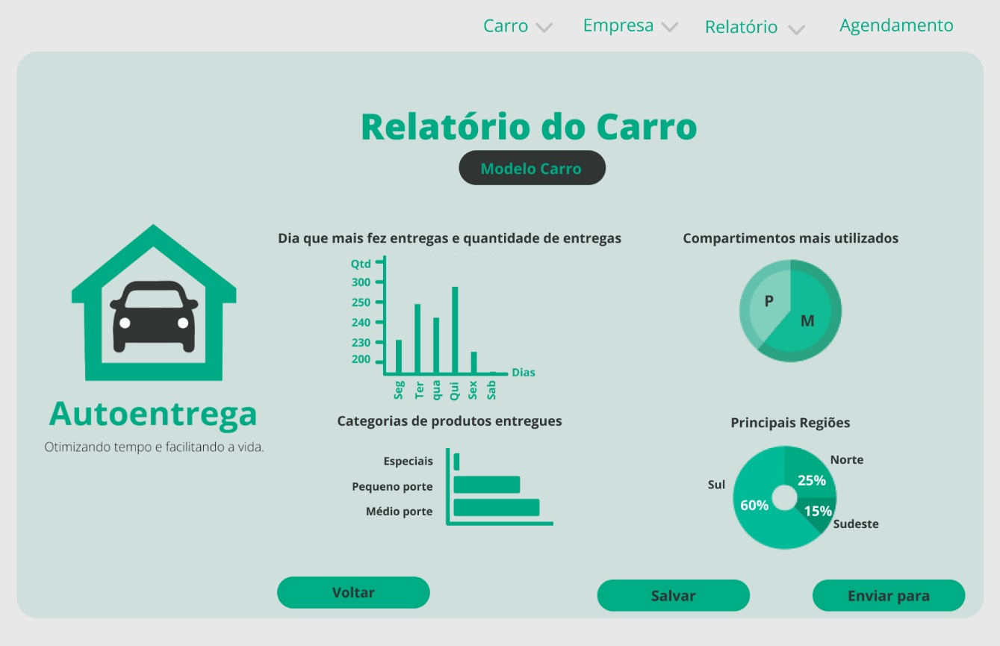 Carro
Empresa
Relatório
Agendamento
Relatório do Carro
Modelo Carro
Autoentrega
Otimizando tempo e facilitando a vida.
Dia que mais fez entregas e quantidade de entregas
Qtd
300
250
240
230
200
Dias
Seg
Ter
qua
Qui
Sex
Sab
Compartimentos mais utilizados
P
M
Categorias de produtos entregues
Especiais
Pequeno porte
Médio porte
Principais Regiões
Norte
25%
Sul
60%
15%
Sudeste
Voltar
Salvar
Enviar para